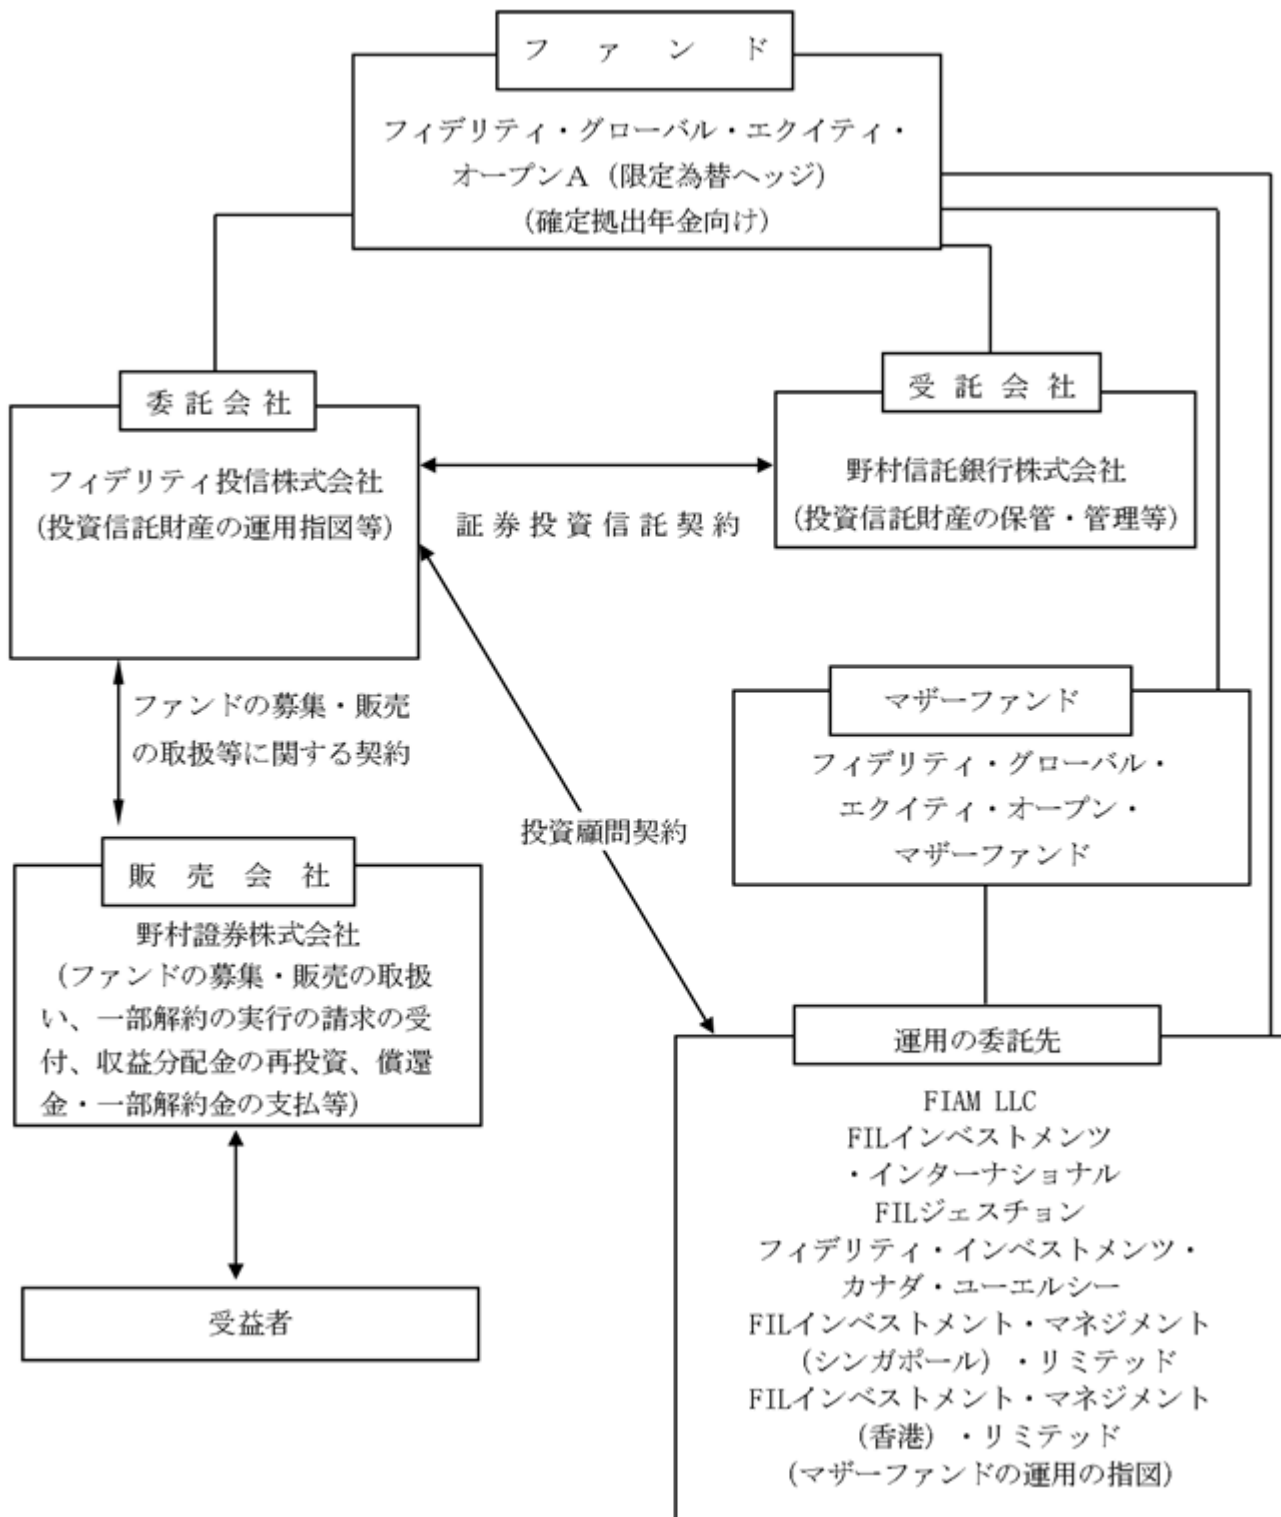 ファンド
フィデリティ・グローバル・エクイティ・
オープンA（限定為替ヘッジ）
（確定拠出年金向け）
委託会社
フィデリティ投信株式会社
（投資信託財産の運用指図等）
証券投資信託契約
受託会社
野村信託銀行株式会社
（投資信託財産の保管・管理等）
ファンドの募集・販売
の取扱等に関する契約
投資顧問契約
マザーファンド
フィデリティ・グローバル・
エクイティ・オープン・
マザーファンド
販売会社
野村證券株式会社
（ファンドの募集・販売の取扱
い、一部解約の実行の請求の受
付、収益分配金の再投資、償還
金・一部解約金の支払等）
受益者
運用の委託先
FIAM LLC
FILインベストメンツ
・インターナショナル
FILジェスチョン
フィデリティ・インベストメンツ・
カナダ・ユーエルシー
FILインベストメント・マネジメント
（シンガポール）・リミテッド
FILインベストメント・マネジメント
（香港）・リミテッド
（マザーファンドの運用の指図）